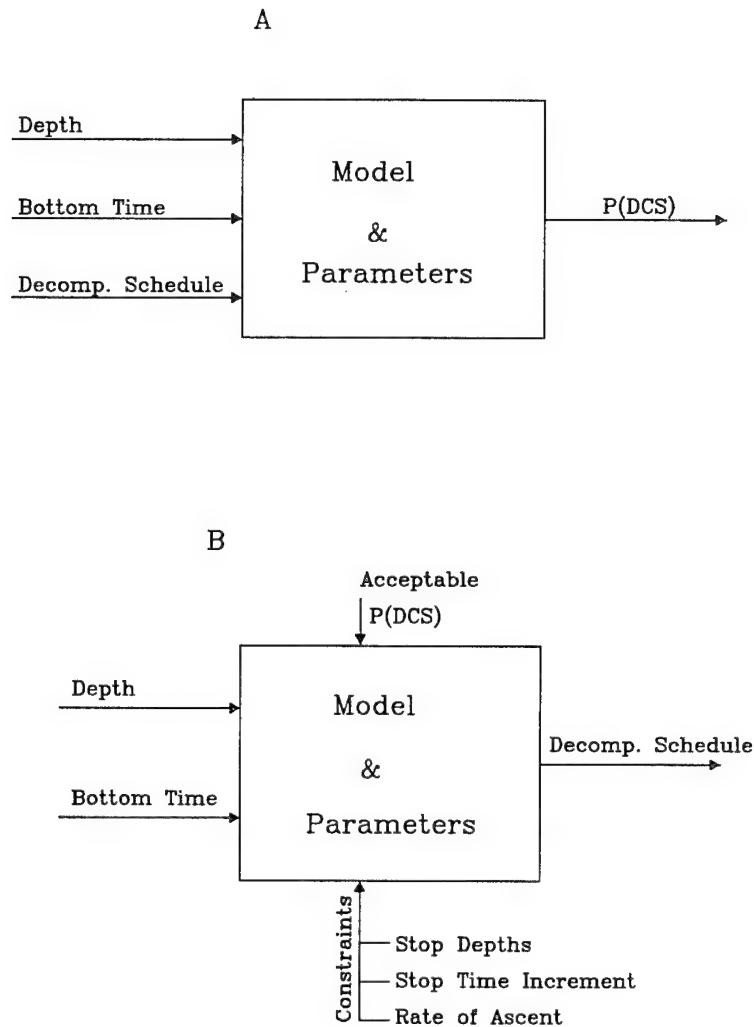 A
Depth
Bottom Time
Decomp. Schedule
Model
&
Parameters
P(DCS)
B
Acceptable
P(DCS)
Depth
Bottom Time
Model
&
Parameters
Decomp. Schedule
Constraints
Stop Depths
Stop Time Increment
Rate of Ascent